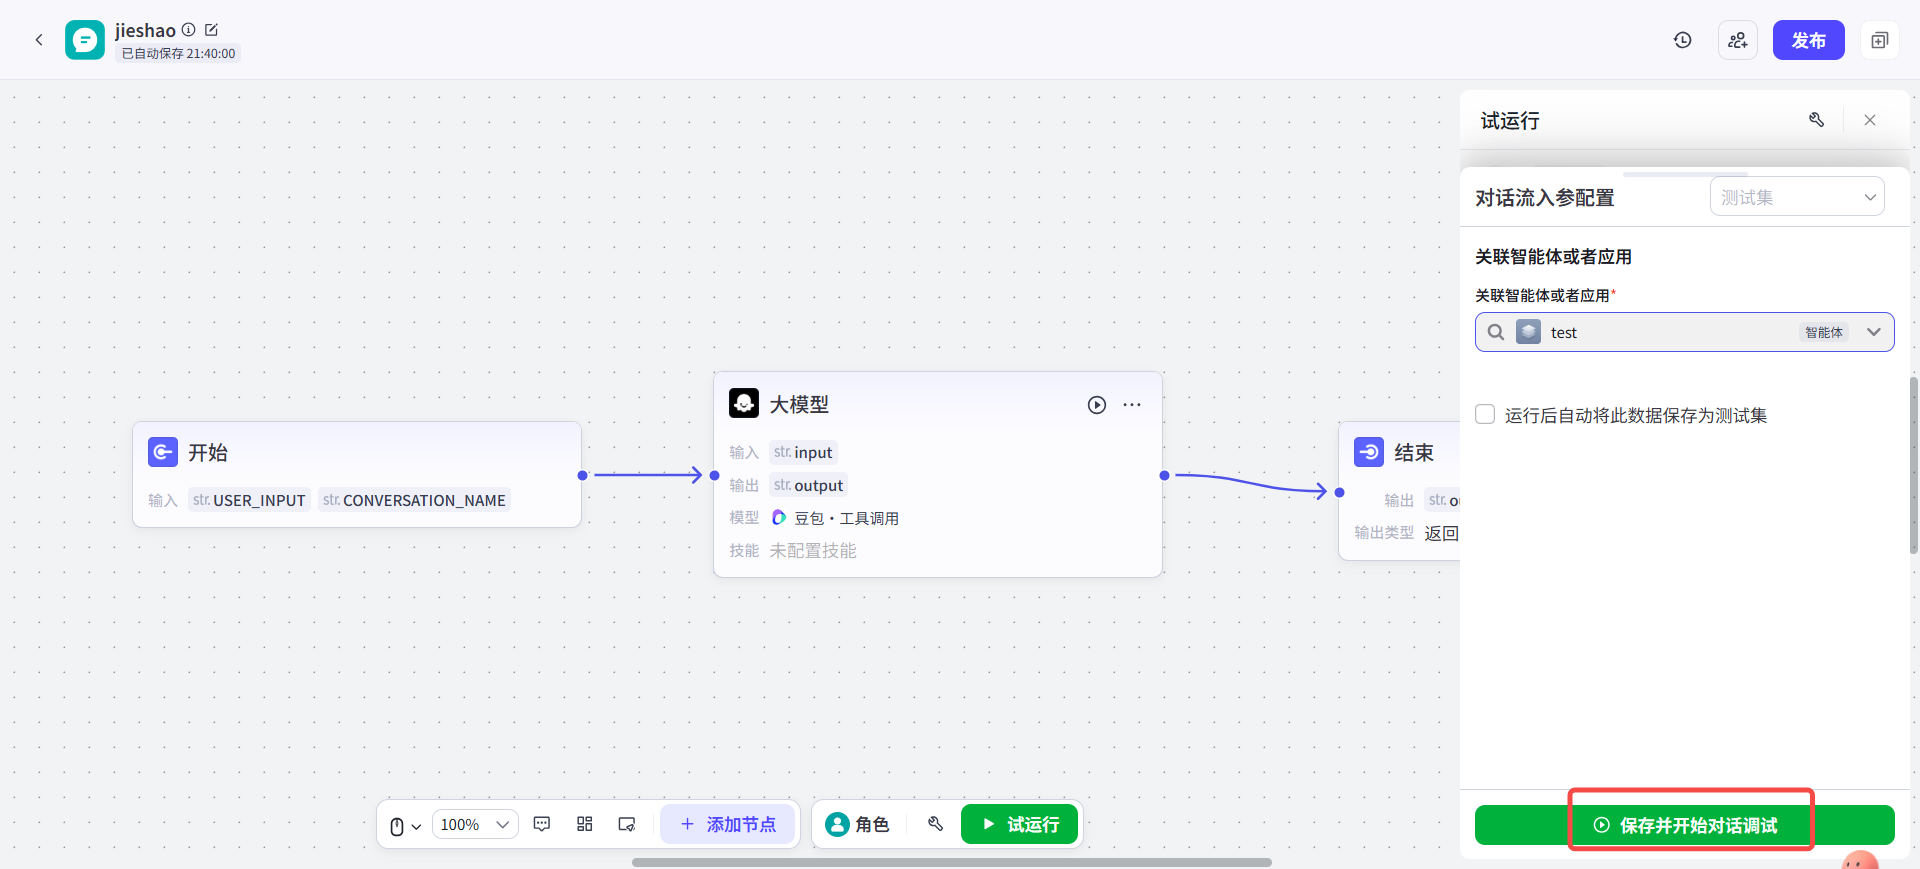 jieshao
已自动保存 21:40:00
发布
试运行
对话流入参配置
测试集
关联智能体或者应用
关联智能体或者应用*
test
智能体
运行后自动将此数据保存为测试集
保存并开始对话调试
开始
输入 str. USER_INPUT str. CONVERSATION_NAME
大模型
输入 str. input
输出 str. output
模型 豆包·工具调用
技能 未配置技能
结束
输出 str.
输出类型 返回
100%
添加节点
角色
试运行